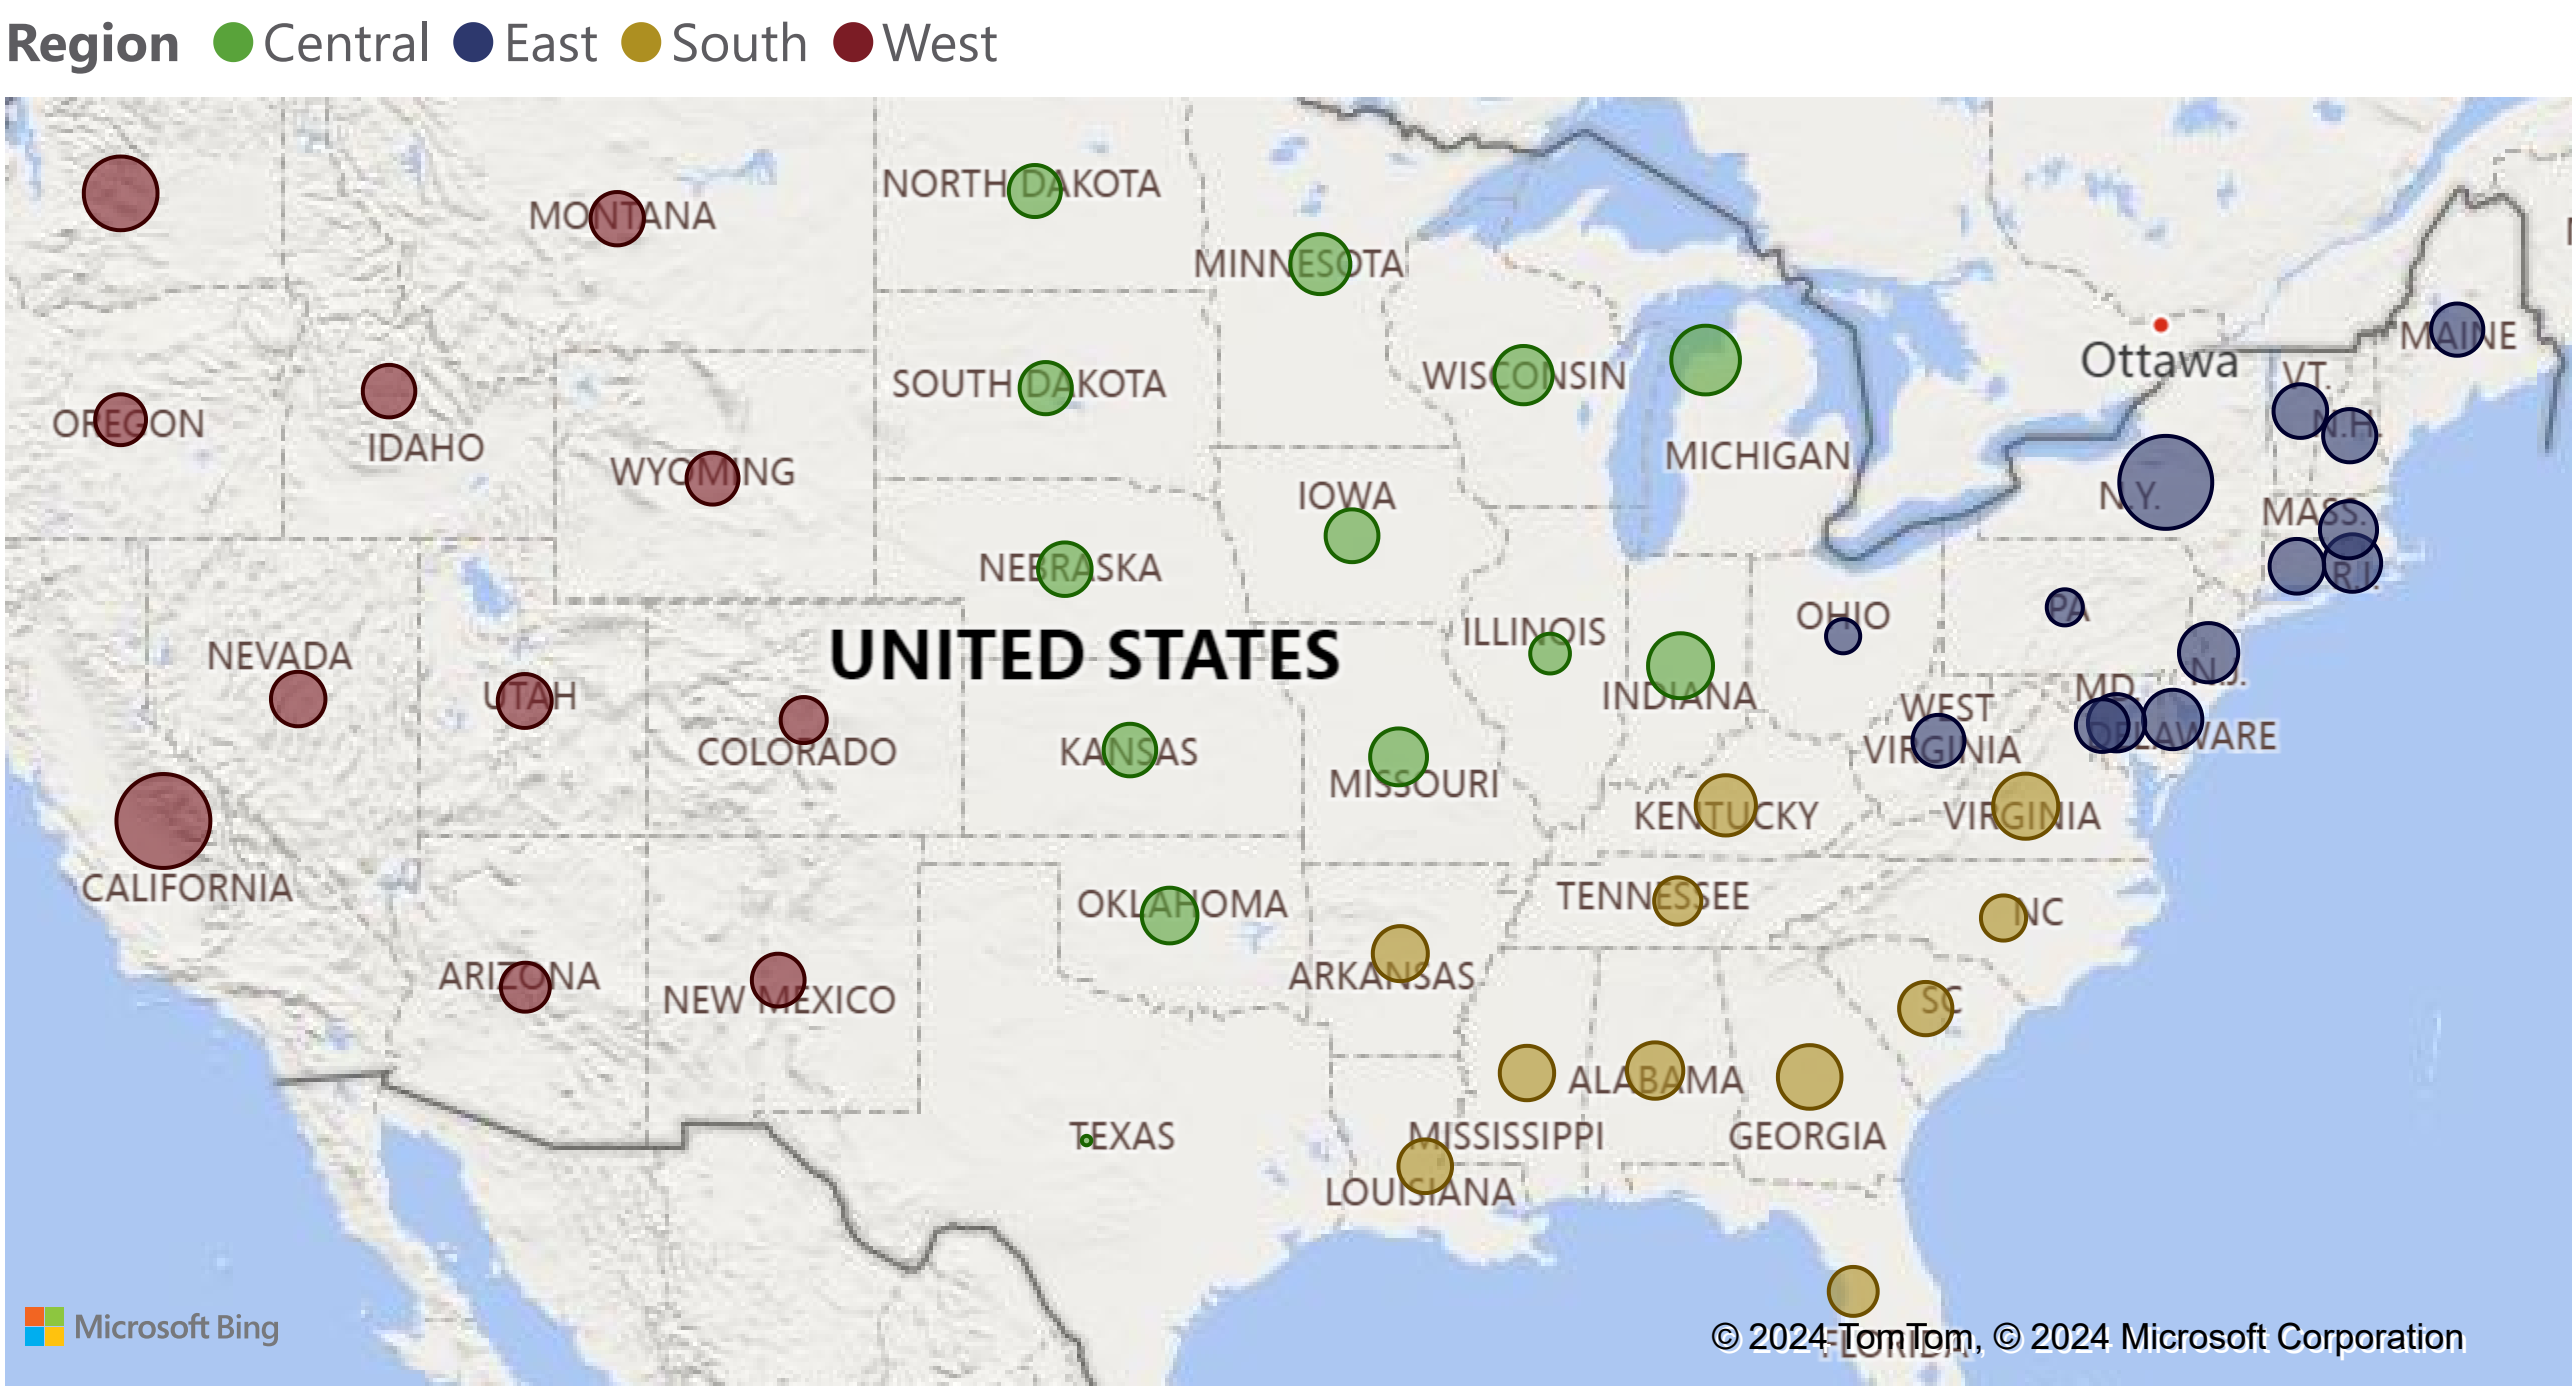 Region Central East South West
NORTH DAKOTA
MONTANA
MINNESOTA
MAINE
Ottawa
VT.
WISCONSIN
SOUTH DAKOTA
OREGON
N.H.
IDAHO
MICHIGAN
WYOMING
IOWA
N.Y.
MASS.
NEBRASKA
R.I.
PA
OHIO
ILLINOIS
UNITED STATES
NEVADA
N.J.
UTAH
INDIANA
MD.
WEST
VIRGINIA
DELAWARE
COLORADO
KANSAS
MISSOURI
KENTUCKY
VIRGINIA
CALIFORNIA
TENNESSEE
OKLAHOMA
NC
ARIZONA
ARKANSAS
NEW MEXICO
SC
ALABAMA
TEXAS
MISSISSIPPI
GEORGIA
LOUISIANA
Microsoft Bing
© 2024 TomTom, © 2024 Microsoft Corporation
FLORIDA